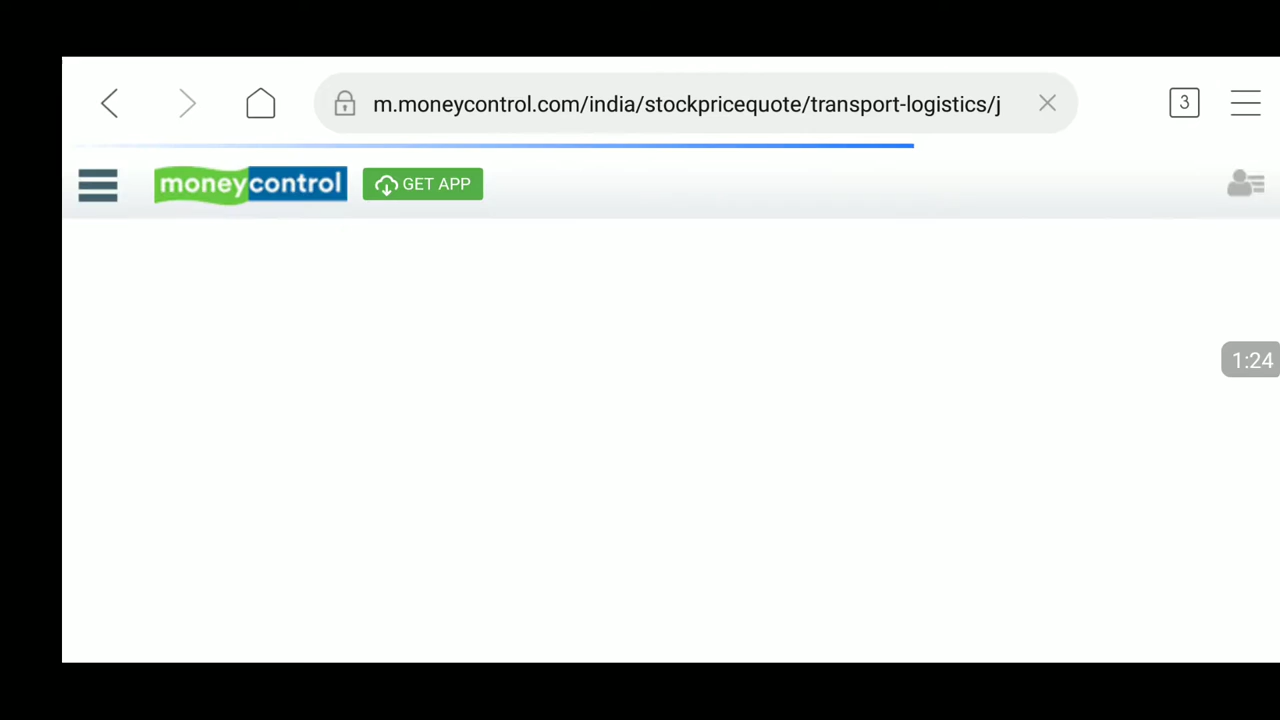 m.moneycontrol.com/india/stockpricequote/transport-logistics/j
3
moneycontrol
GET APP
1:24